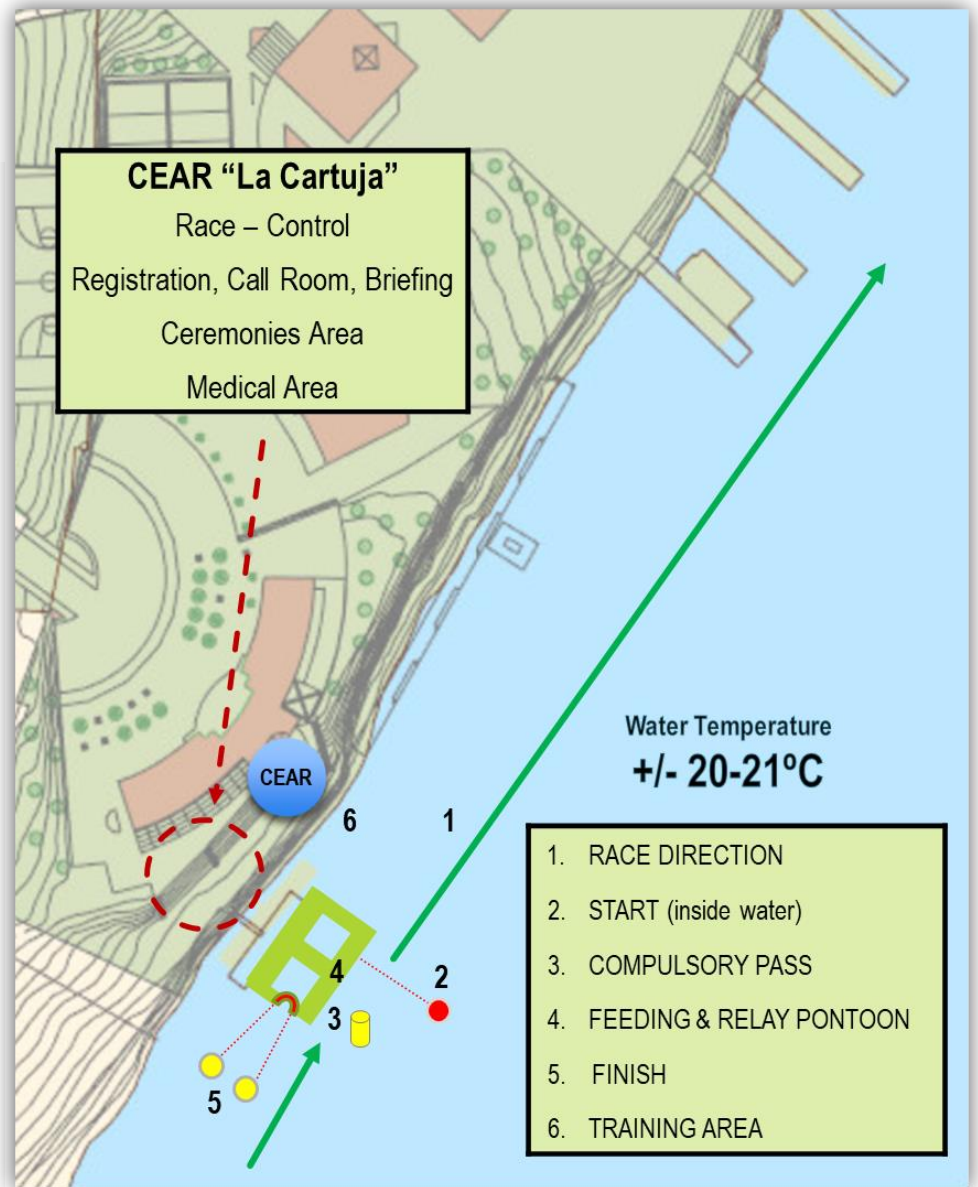 CEAR “La Cartuja”
Race – Control
Registration, Call Room, Briefing
Ceremonies Area
Medical Area
Water Temperature
+/- 20-21ºC
CEAR
6
1
4
2
3
5
1. RACE DIRECTION
2. START (inside water)
3. COMPULSORY PASS
4. FEEDING & RELAY PONTOON
5. FINISH
6. TRAINING AREA